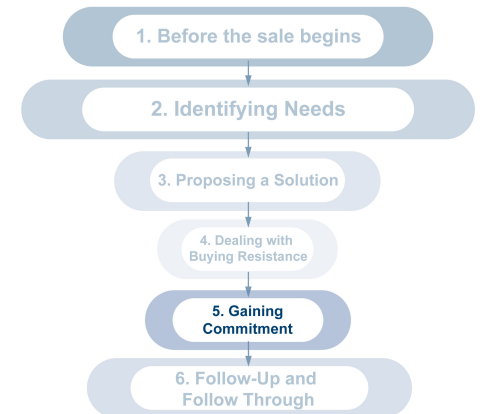 1. Before the sale begins
2. Identifying Needs
3. Proposing a Solution
4. Dealing with
Buying Resistance
5. Gaining
Commitment
6. Follow-Up and
Follow Through